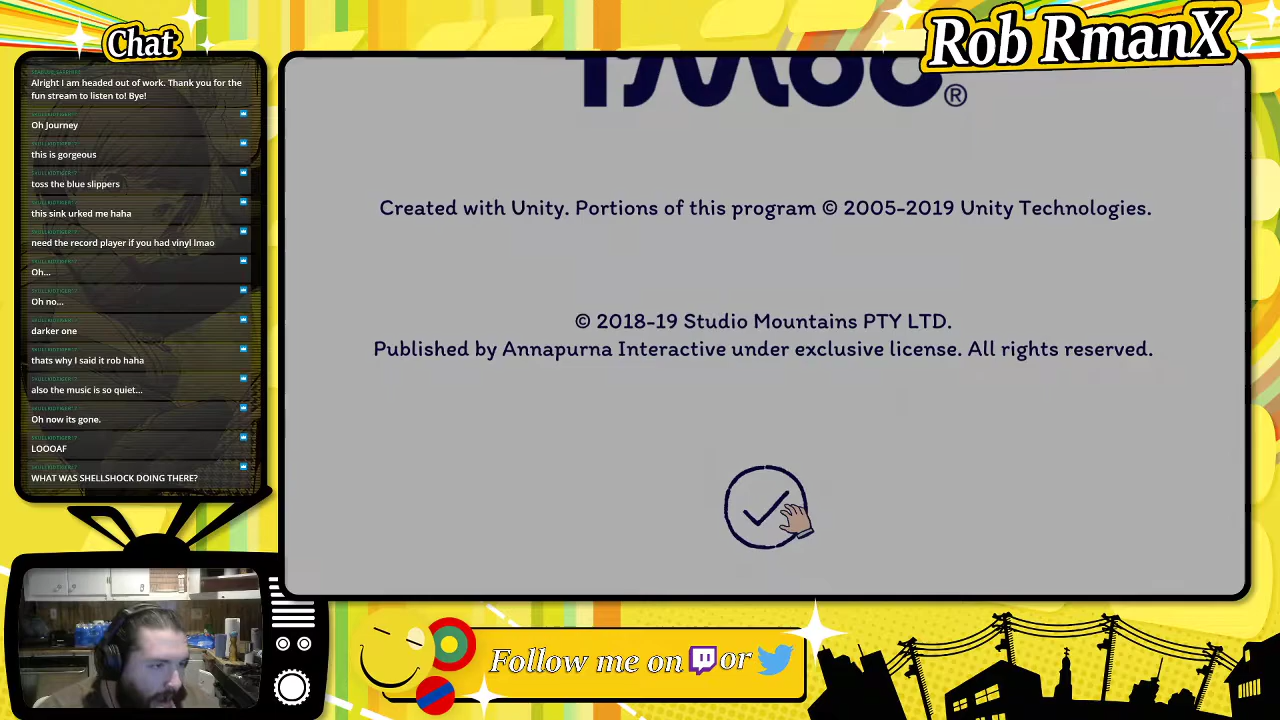 Chat
Rob RmanX
Alright I am headed out of work. Thank you for the
fun stream to listen to! Bye!
Oh Journey
this is gorgeous
toss the blue slippers
this sink urked me haha
need the record player if you had vinyl lmao
Oh...
Oh no...
darker one
thats why I said it rob haha
also the music is so quiet...
Oh now its gone.
LOOOAF
WHAT WAS SHELLSHOCK DOING THERE?
®
Created with Unity. Portions of this program © 2005-2019 Unity Technologies.
© 2018-19 Studio Mountains PTY LTD.
Published by Annapurna Interactive under exclusive license. All rights reserved.
Follow me on or